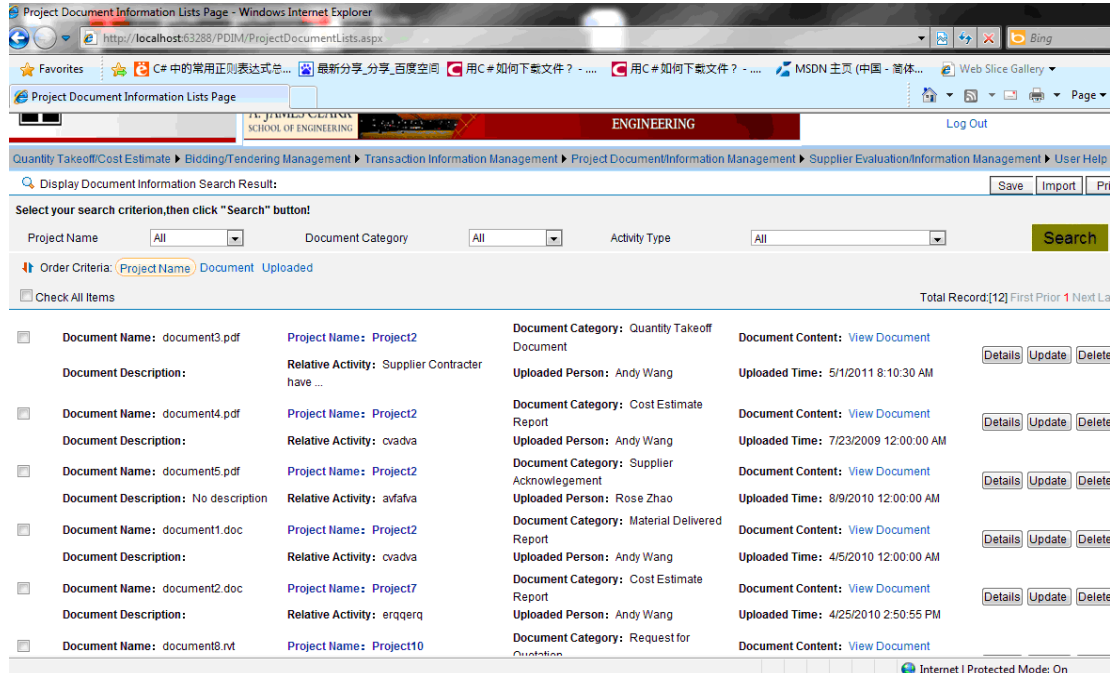 Project Document Information Lists Page - Windows Internet Explorer
http://localhost:63288/PDIM/ProjectDocumentLists.aspx
Bing
Favorites C# 中的常用正则表达式总... 最新分享_分享_百度空间 用C#如何下载文件? - .... 用C#如何下载文件? - .... MSDN 主页 (中国 - 简体... Web Slice Gallery
Project Document Information Lists Page
Page
SCHOOL OF ENGINEERING
ENGINEERING
Log Out
Quantity Takeoff/Cost Estimate Bidding/Tendering Management Transaction Information Management Project Document/Information Management Supplier Evaluation/Information Management User Help
Display Document Information Search Result:
Save Import Pri
Select your search criterion,then click "Search" button!
Project Name All Document Category All Activity Type All Search
Order Criteria: Project Name Document Uploaded
Check All Items
Total Record:[12] First Prior 1 Next La
Document Name: document3.pdf Project Name: Project2 Document Category: Quantity Takeoff Document Document Content: View Document
Details Update Delete
Document Description: Relative Activity: Supplier Contracter have ... Uploaded Person: Andy Wang Uploaded Time: 5/1/2011 8:10:30 AM
Document Name: document4.pdf Project Name: Project2 Document Category: Cost Estimate Report Document Content: View Document
Details Update Delete
Document Description: Relative Activity: cvadva Uploaded Person: Andy Wang Uploaded Time: 7/23/2009 12:00:00 AM
Document Name: document5.pdf Project Name: Project2 Document Category: Supplier Acknowlegement Document Content: View Document
Details Update Delete
Document Description: No description Relative Activity: avfafva Uploaded Person: Rose Zhao Uploaded Time: 8/9/2010 12:00:00 AM
Document Name: document1.doc Project Name: Project2 Document Category: Material Delivered Report Document Content: View Document
Details Update Delete
Document Description: Relative Activity: cvadva Uploaded Person: Andy Wang Uploaded Time: 4/5/2010 12:00:00 AM
Document Name: document2.doc Project Name: Project7 Document Category: Cost Estimate Report Document Content: View Document
Details Update Delete
Document Description: Relative Activity: erqqerq Uploaded Person: Andy Wang Uploaded Time: 4/25/2010 2:50:55 PM
Document Name: document8.rvt Project Name: Project10 Document Category: Request for Quotation Document Content: View Document
Internet | Protected Mode: On